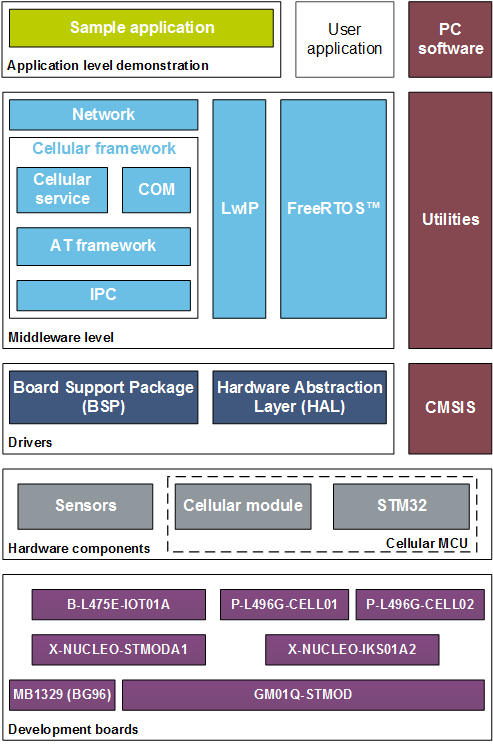 Sample application
Application level demonstration
User
application
PC
software
Network
Cellular framework
Cellular
service
COM
AT framework
IPC
LwIP
FreeRTOS™
Middleware level
Utilities
Board Support Package
(BSP)
Hardware Abstraction
Layer (HAL)
Drivers
CMSIS
Sensors
Cellular module
STM32
Cellular MCU
Hardware components
B-L475E-IOT01A
P-L496G-CELL01
P-L496G-CELL02
X-NUCLEO-STMODA1
X-NUCLEO-IKS01A2
MB1329 (BG96)
GM01Q-STMOD
Development boards